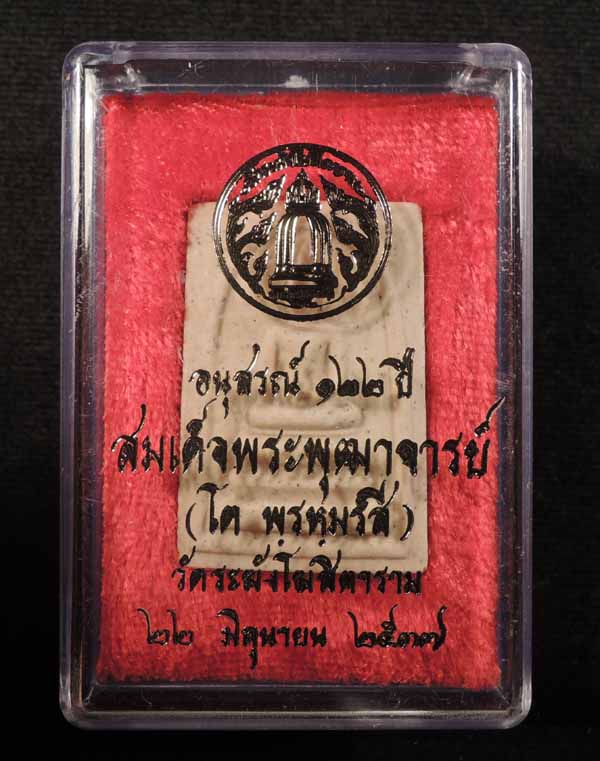 อนุสรณ์ ๑๒๒ ปี
สมเด็จพระพุฒาจารย์
(โต พรหมรังสี)
วัดระฆังโฆสิตาราม
๒๒ มิถุนายน ๒๕๓๗